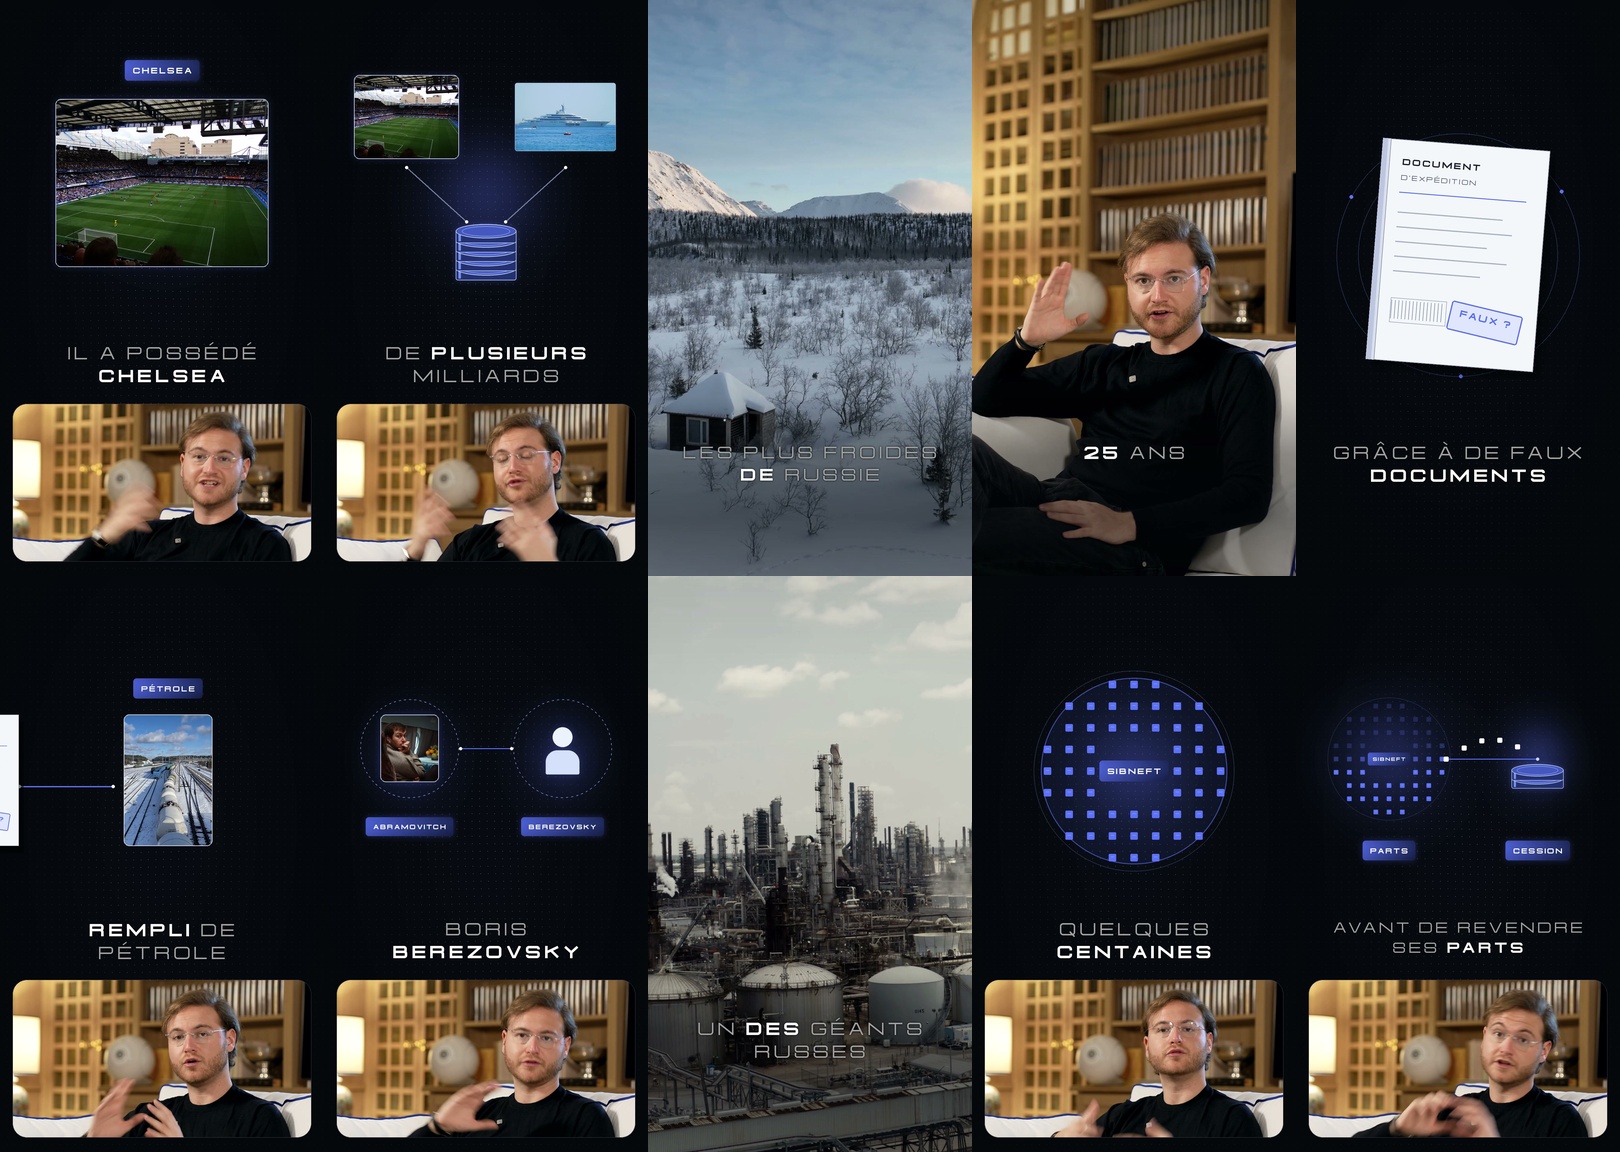 CHELSEA
IL A POSSÉDÉ
CHELSEA
DE PLUSIEURS
MILLIARDS
LES PLUS FROIDES
DE RUSSIE
25 ANS
DOCUMENT
D'EXPÉDITION
FAUX ?
GRÂCE À DE FAUX
DOCUMENTS
?
PÉTROLE
REMPLI DE
PÉTROLE
ABRAMOVITCH
BEREZOVSKY
BORIS
BEREZOVSKY
UN DES GÉANTS
RUSSES
SIBNEFT
QUELQUES
CENTAINES
SIBNEFT
PARTS
CESSION
AVANT DE REVENDRE
SES PARTS